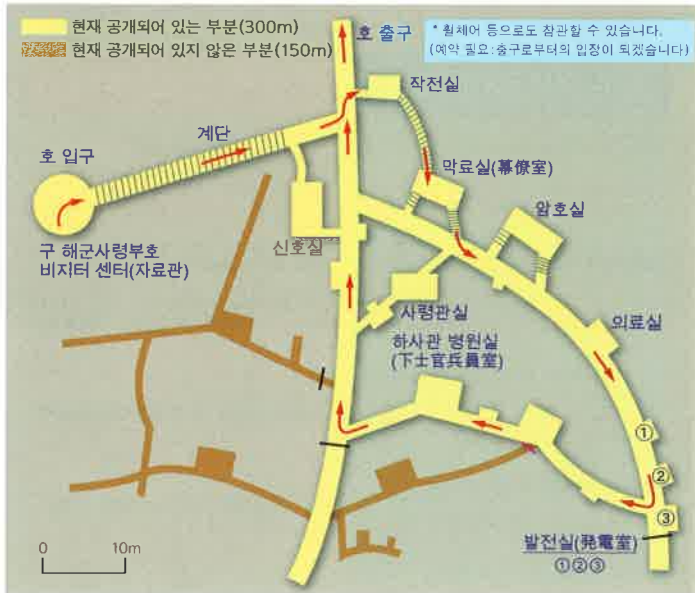 현재 공개되어 있는 부분(300m)
현재 공개되어 있지 않은 부분(150m)
호 출구
* 휠체어 등으로도 참관할 수 있습니다.
(예약 필요:출구로부터의 입장이 되겠습니다)
작전실
계단
호 입구
막료실(幕僚室)
암호실
구 해군사령부호
비지터 센터(자료관)
신호실
사령관실
의료실
하사관 병원실
(下士官兵員室)
①
②
③
0 10m
발전실(発電室)
①②③